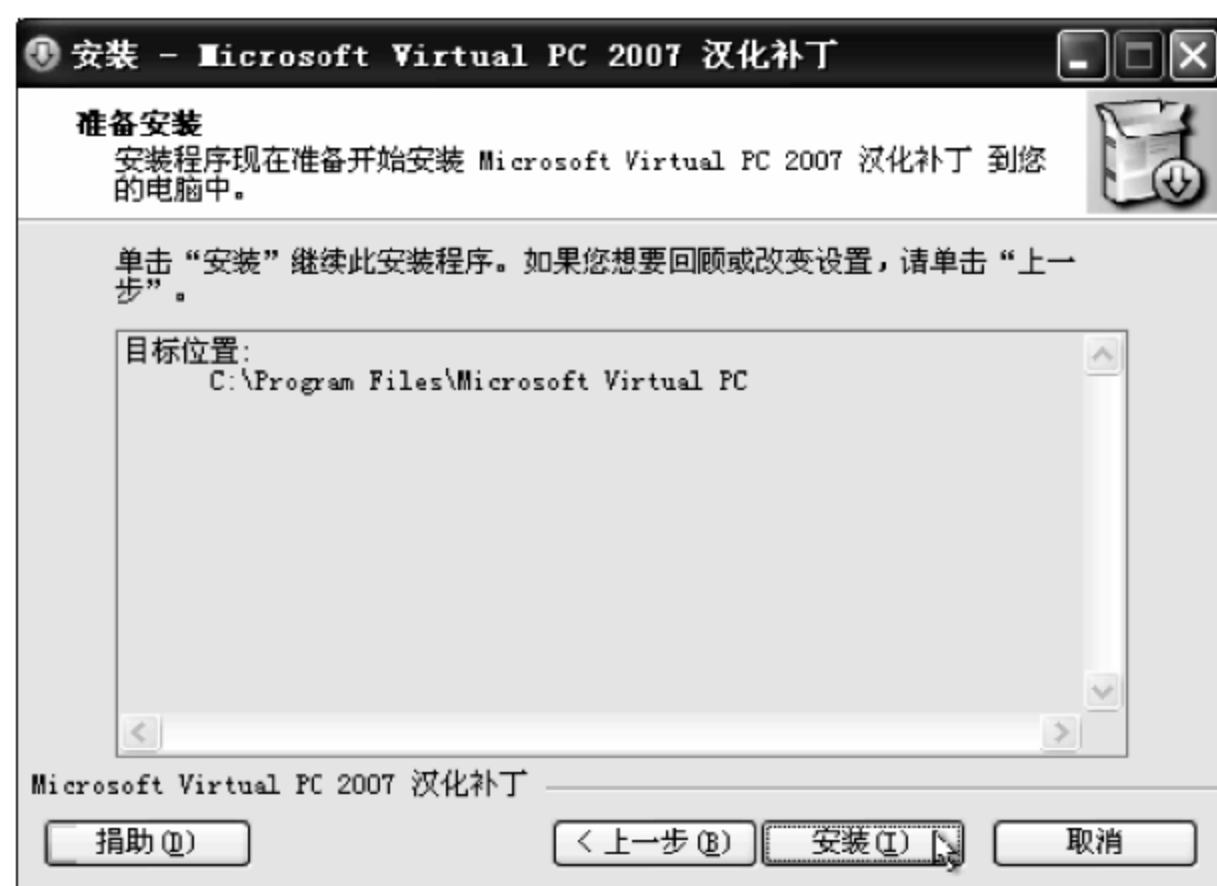 安装 - Microsoft Virtual PC 2007 汉化补丁
准备安装
安装程序现在准备开始安装 Microsoft Virtual PC 2007 汉化补丁 到您
的电脑中。
单击“安装”继续此安装程序。如果您想要回顾或改变设置，请单击“上一
步”。
目标位置:
C:\Program Files\Microsoft Virtual PC
Microsoft Virtual PC 2007 汉化补丁
捐助(D) < 上一步(B) 安装(I) 取消